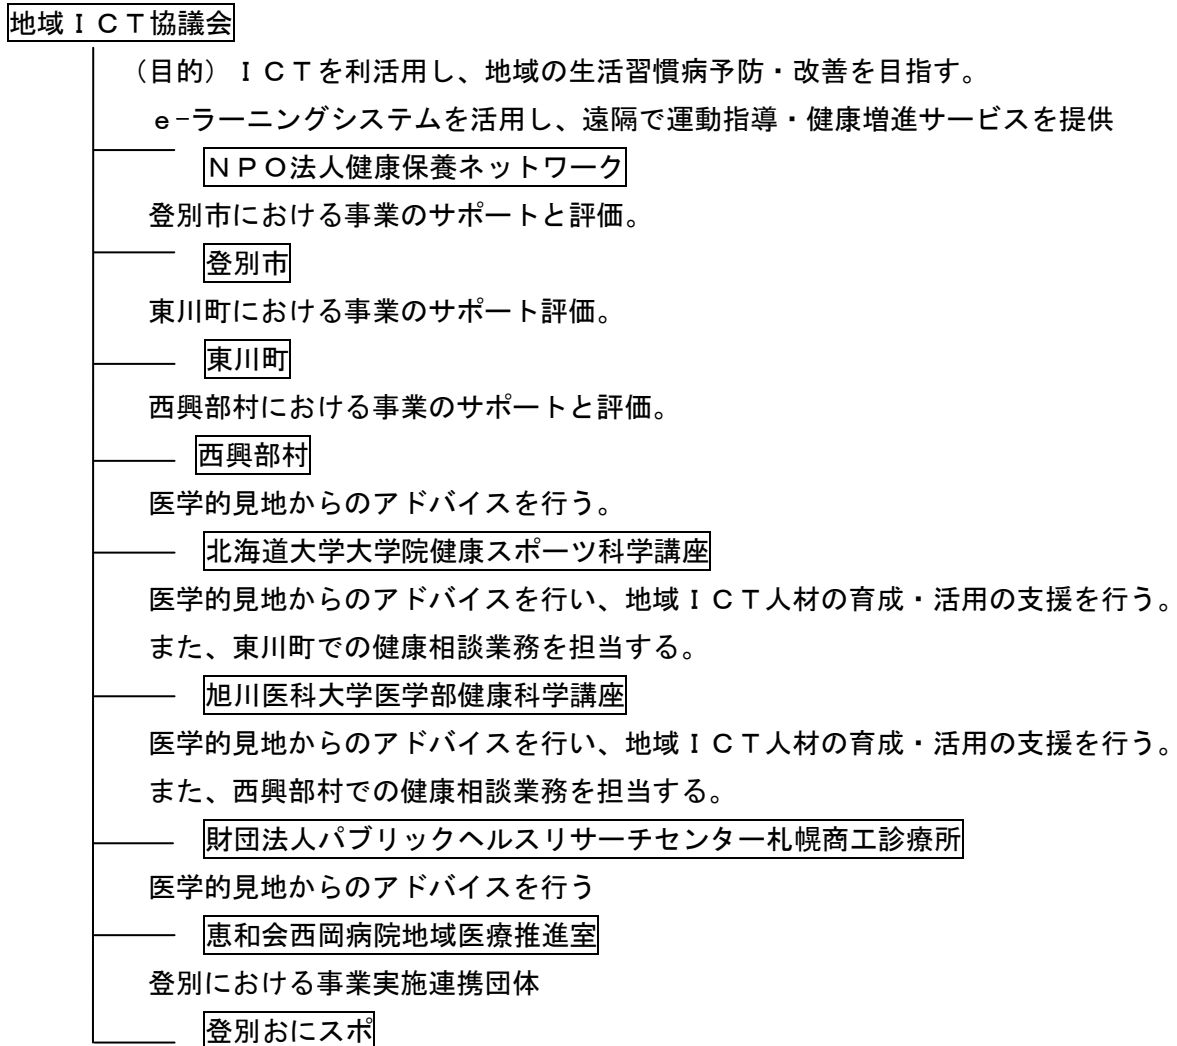 地域ＩＣＴ協議会
（目的）ＩＣＴを利活用し、地域の生活習慣病予防・改善を目指す。
ｅ-ラーニングシステムを活用し、遠隔で運動指導・健康増進サービスを提供
ＮＰＯ法人健康保養ネットワーク
登別市における事業のサポートと評価。
登別市
東川町における事業のサポート評価。
東川町
西興部村における事業のサポートと評価。
西興部村
医学的見地からのアドバイスを行う。
北海道大学大学院健康スポーツ科学講座
医学的見地からのアドバイスを行い、地域ＩＣＴ人材の育成・活用の支援を行う。
また、東川町での健康相談業務を担当する。
旭川医科大学医学部健康科学講座
医学的見地からのアドバイスを行い、地域ＩＣＴ人材の育成・活用の支援を行う。
また、西興部村での健康相談業務を担当する。
財団法人パブリックヘルスリサーチセンター札幌商工診療所
医学的見地からのアドバイスを行う
恵和会西岡病院地域医療推進室
登別における事業実施連携団体
登別おにスポ